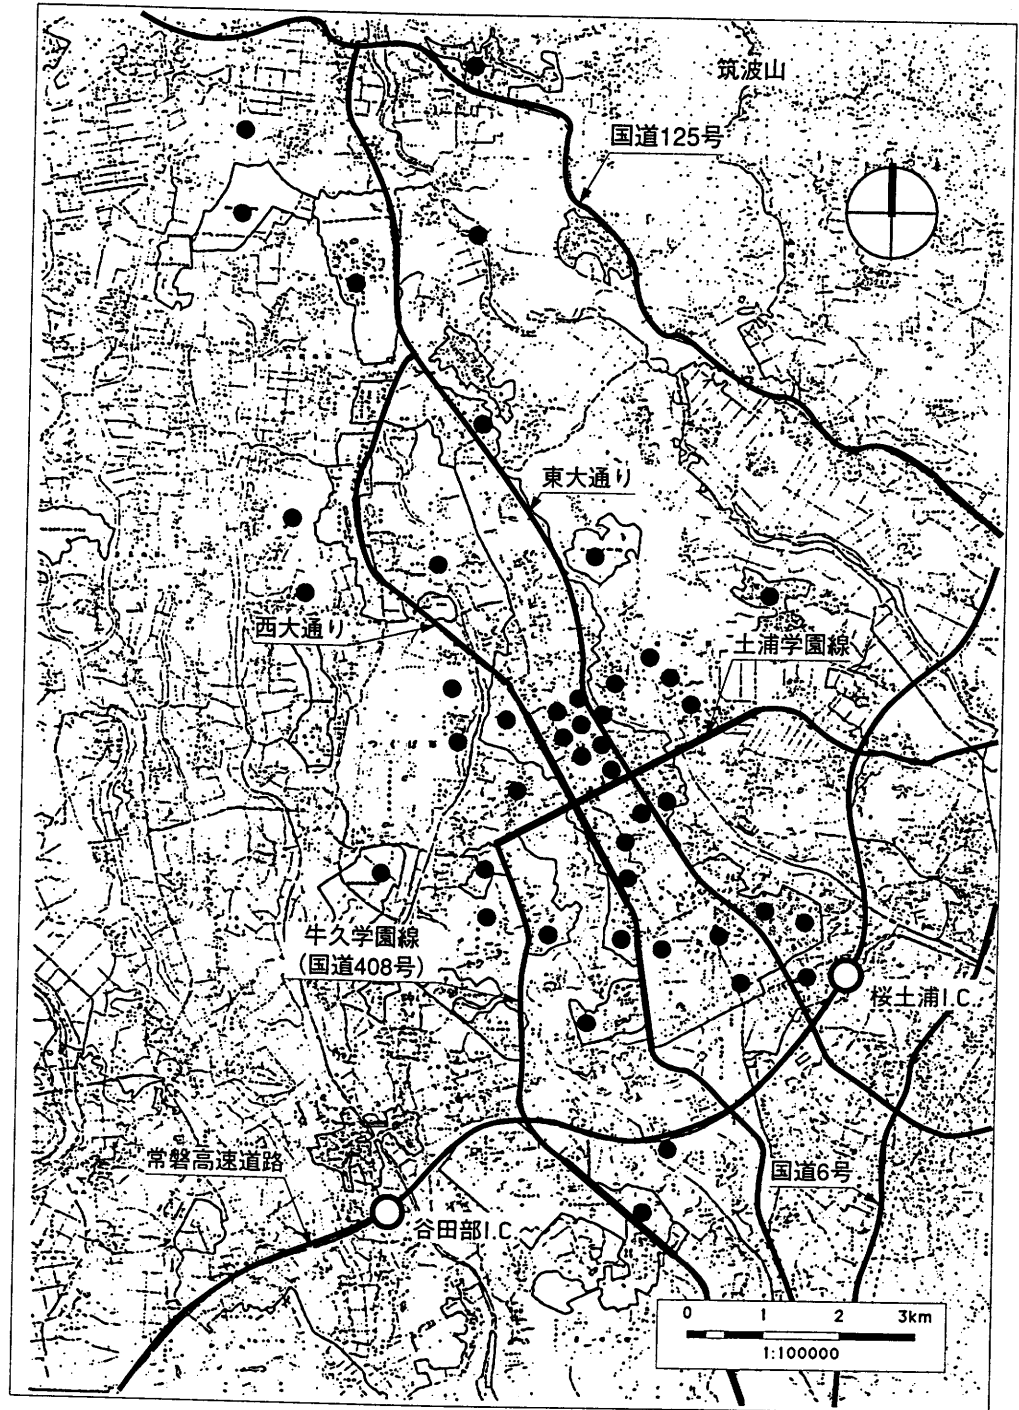 筑波山
国道125号
東大通り
西大通り
土浦学園線
牛久学園線
(国道408号)
桜土浦I.C.
常磐高速道路
国道6号
谷田部I.C.
0 1 2 3km
1:100000